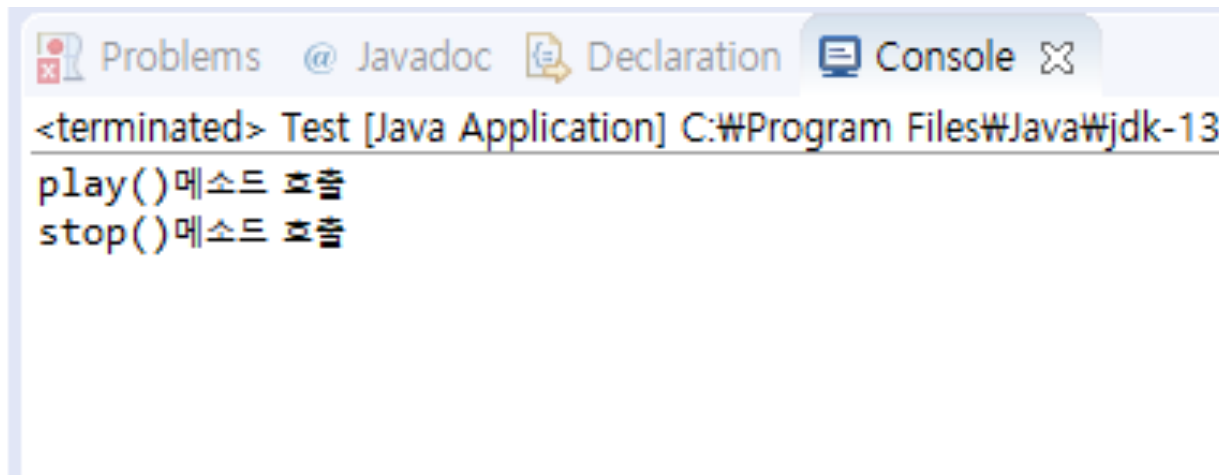 Problems @ Javadoc Declaration Console
<terminated> Test [Java Application] C:₩Program Files₩Java₩jdk-13
play()메소드 호출
stop()메소드 호출